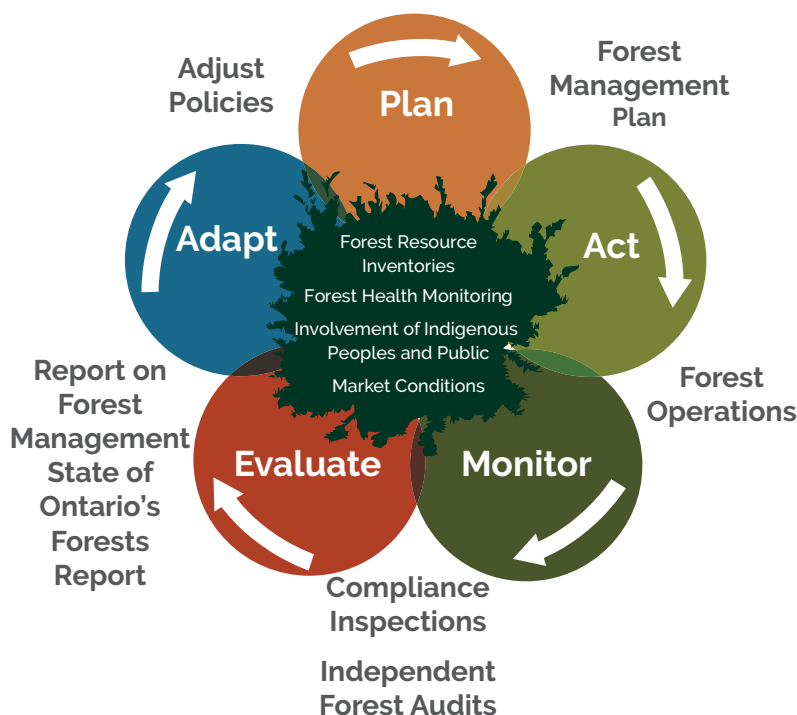 Adjust
Policies
Plan
Forest
Management
Plan
Adapt
Act
Forest Resource
Inventories
Forest Health Monitoring
Involvement of Indigenous
Peoples and Public
Market Conditions
Report on
Forest
Management
State of
Ontario's
Forests
Report
Forest
Operations
Evaluate
Monitor
Compliance
Inspections
Independent
Forest Audits